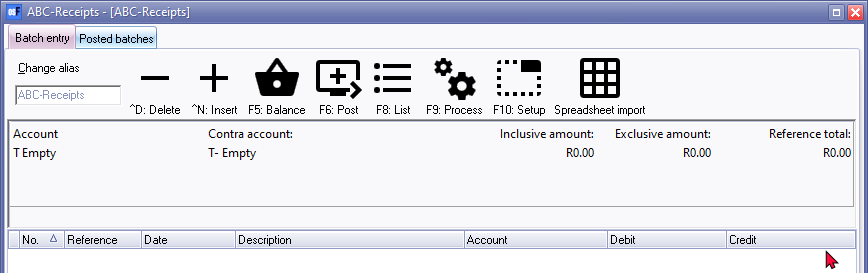 ABC-Receipts - [ABC-Receipts]
Batch entry Posted batches
Change alias
ABC-Receipts
^D: Delete ^N: Insert F5: Balance F6: Post F8: List F9: Process F10: Setup Spreadsheet import
Account Contra account: Inclusive amount: Exclusive amount: Reference total:
T Empty T- Empty R0.00 R0.00 R0.00
No. Reference Date Description Account Debit Credit